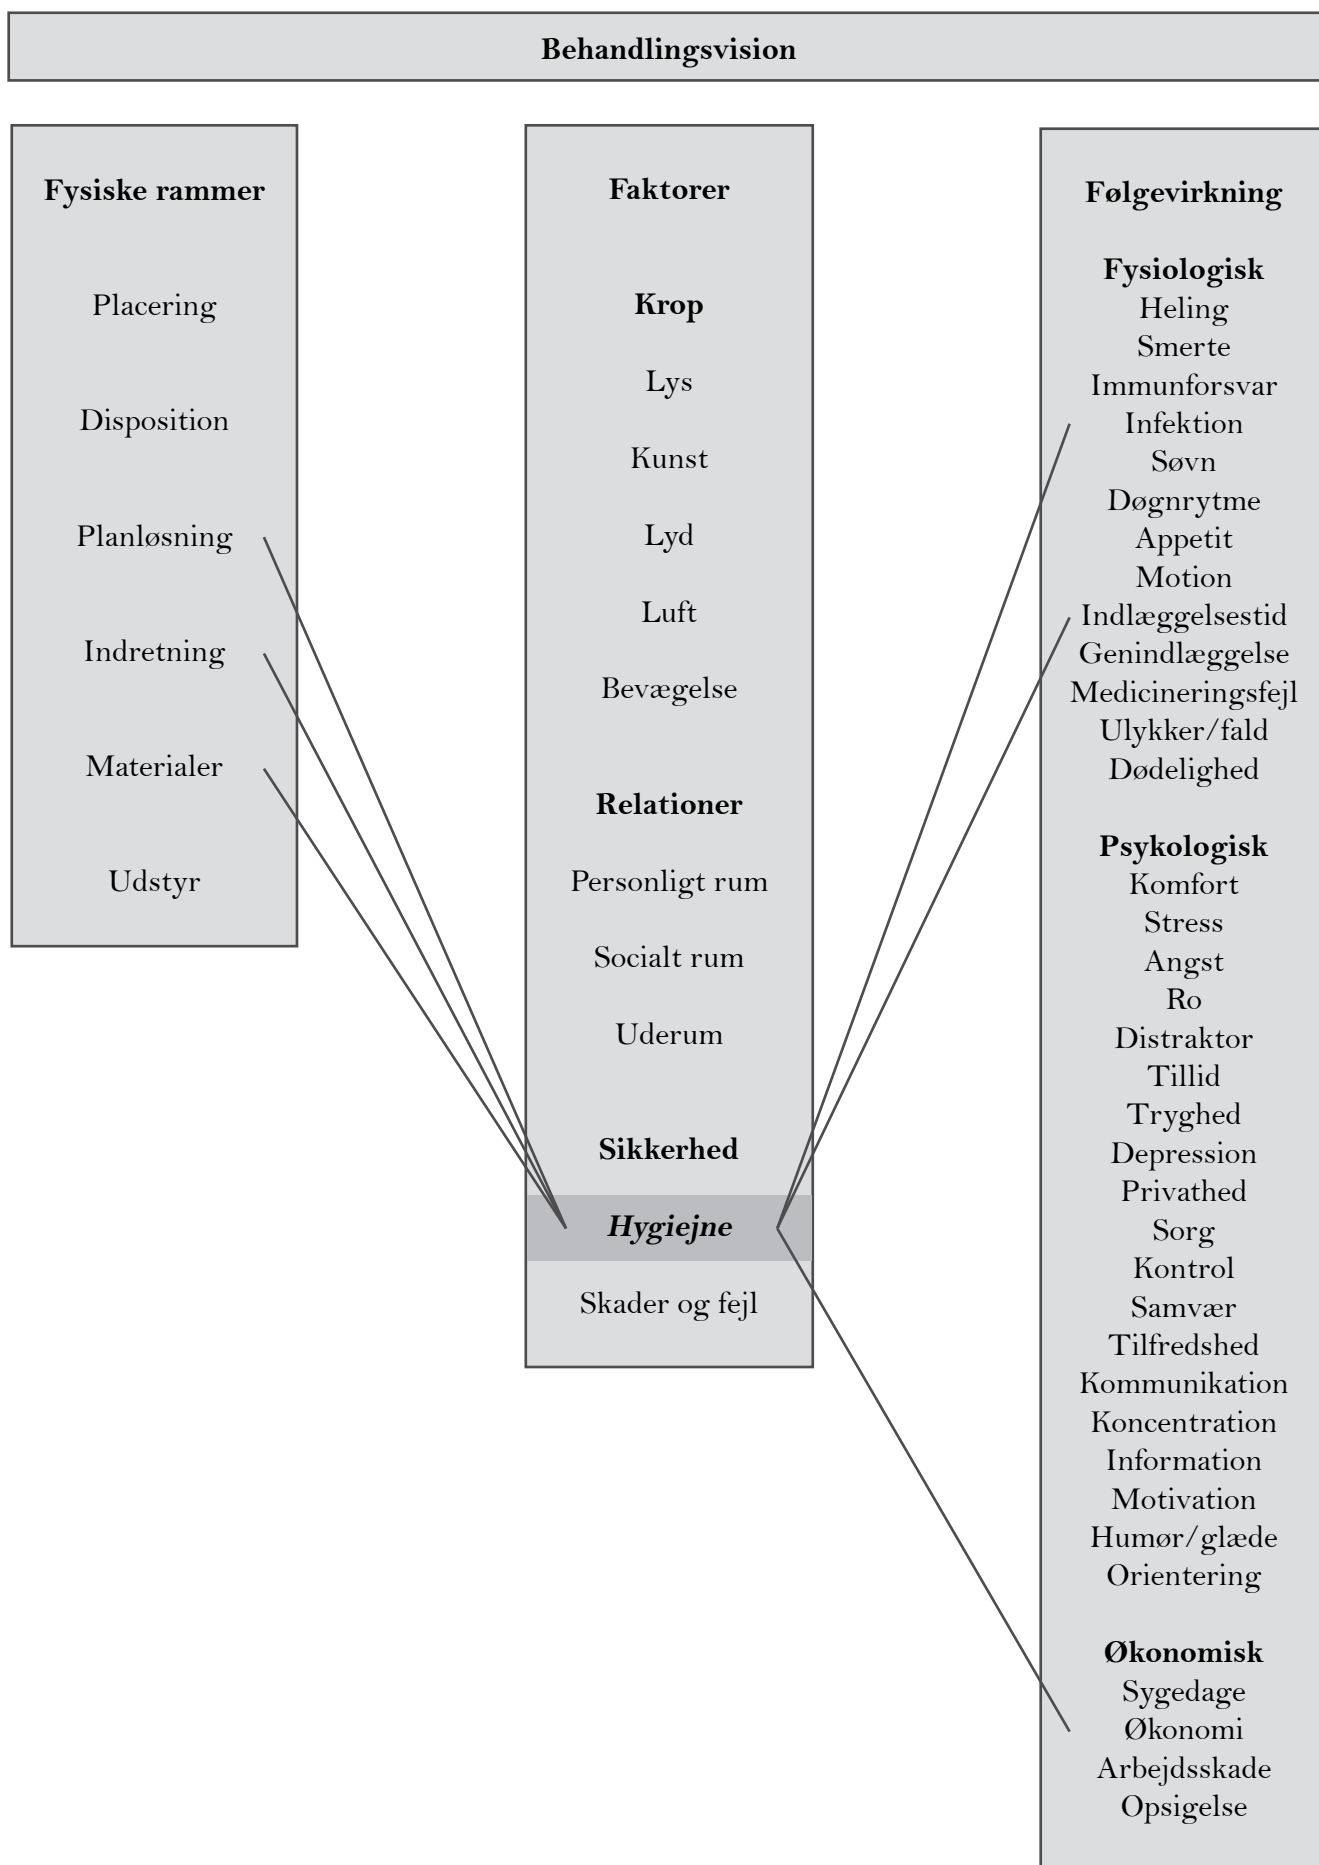 Behandlingsvision
Fysiske rammer
Placering
Disposition
Planløsning
Indretning
Materialer
Udstyr
Faktorer
Krop
Lys
Kunst
Lyd
Luft
Bevægelse
Relationer
Personligt rum
Socialt rum
Uderum
Sikkerhed
Hygiejne
Skader og fejl
Følgevirkning
Fysiologisk
Heling
Smerte
Immunforsvar
Infektion
Søvn
Døgnrytme
Appetit
Motion
Indlæggelsestid
Genindlæggelse
Medicineringsfejl
Ulykker/fald
Dødelighed
Psykologisk
Komfort
Stress
Angst
Ro
Distraktor
Tillid
Tryghed
Depression
Privathed
Sorg
Kontrol
Samvær
Tilfredshed
Kommunikation
Koncentration
Information
Motivation
Humør/glæde
Orientering
Økonomisk
Sygedage
Økonomi
Arbejdsskade
Opsigelse